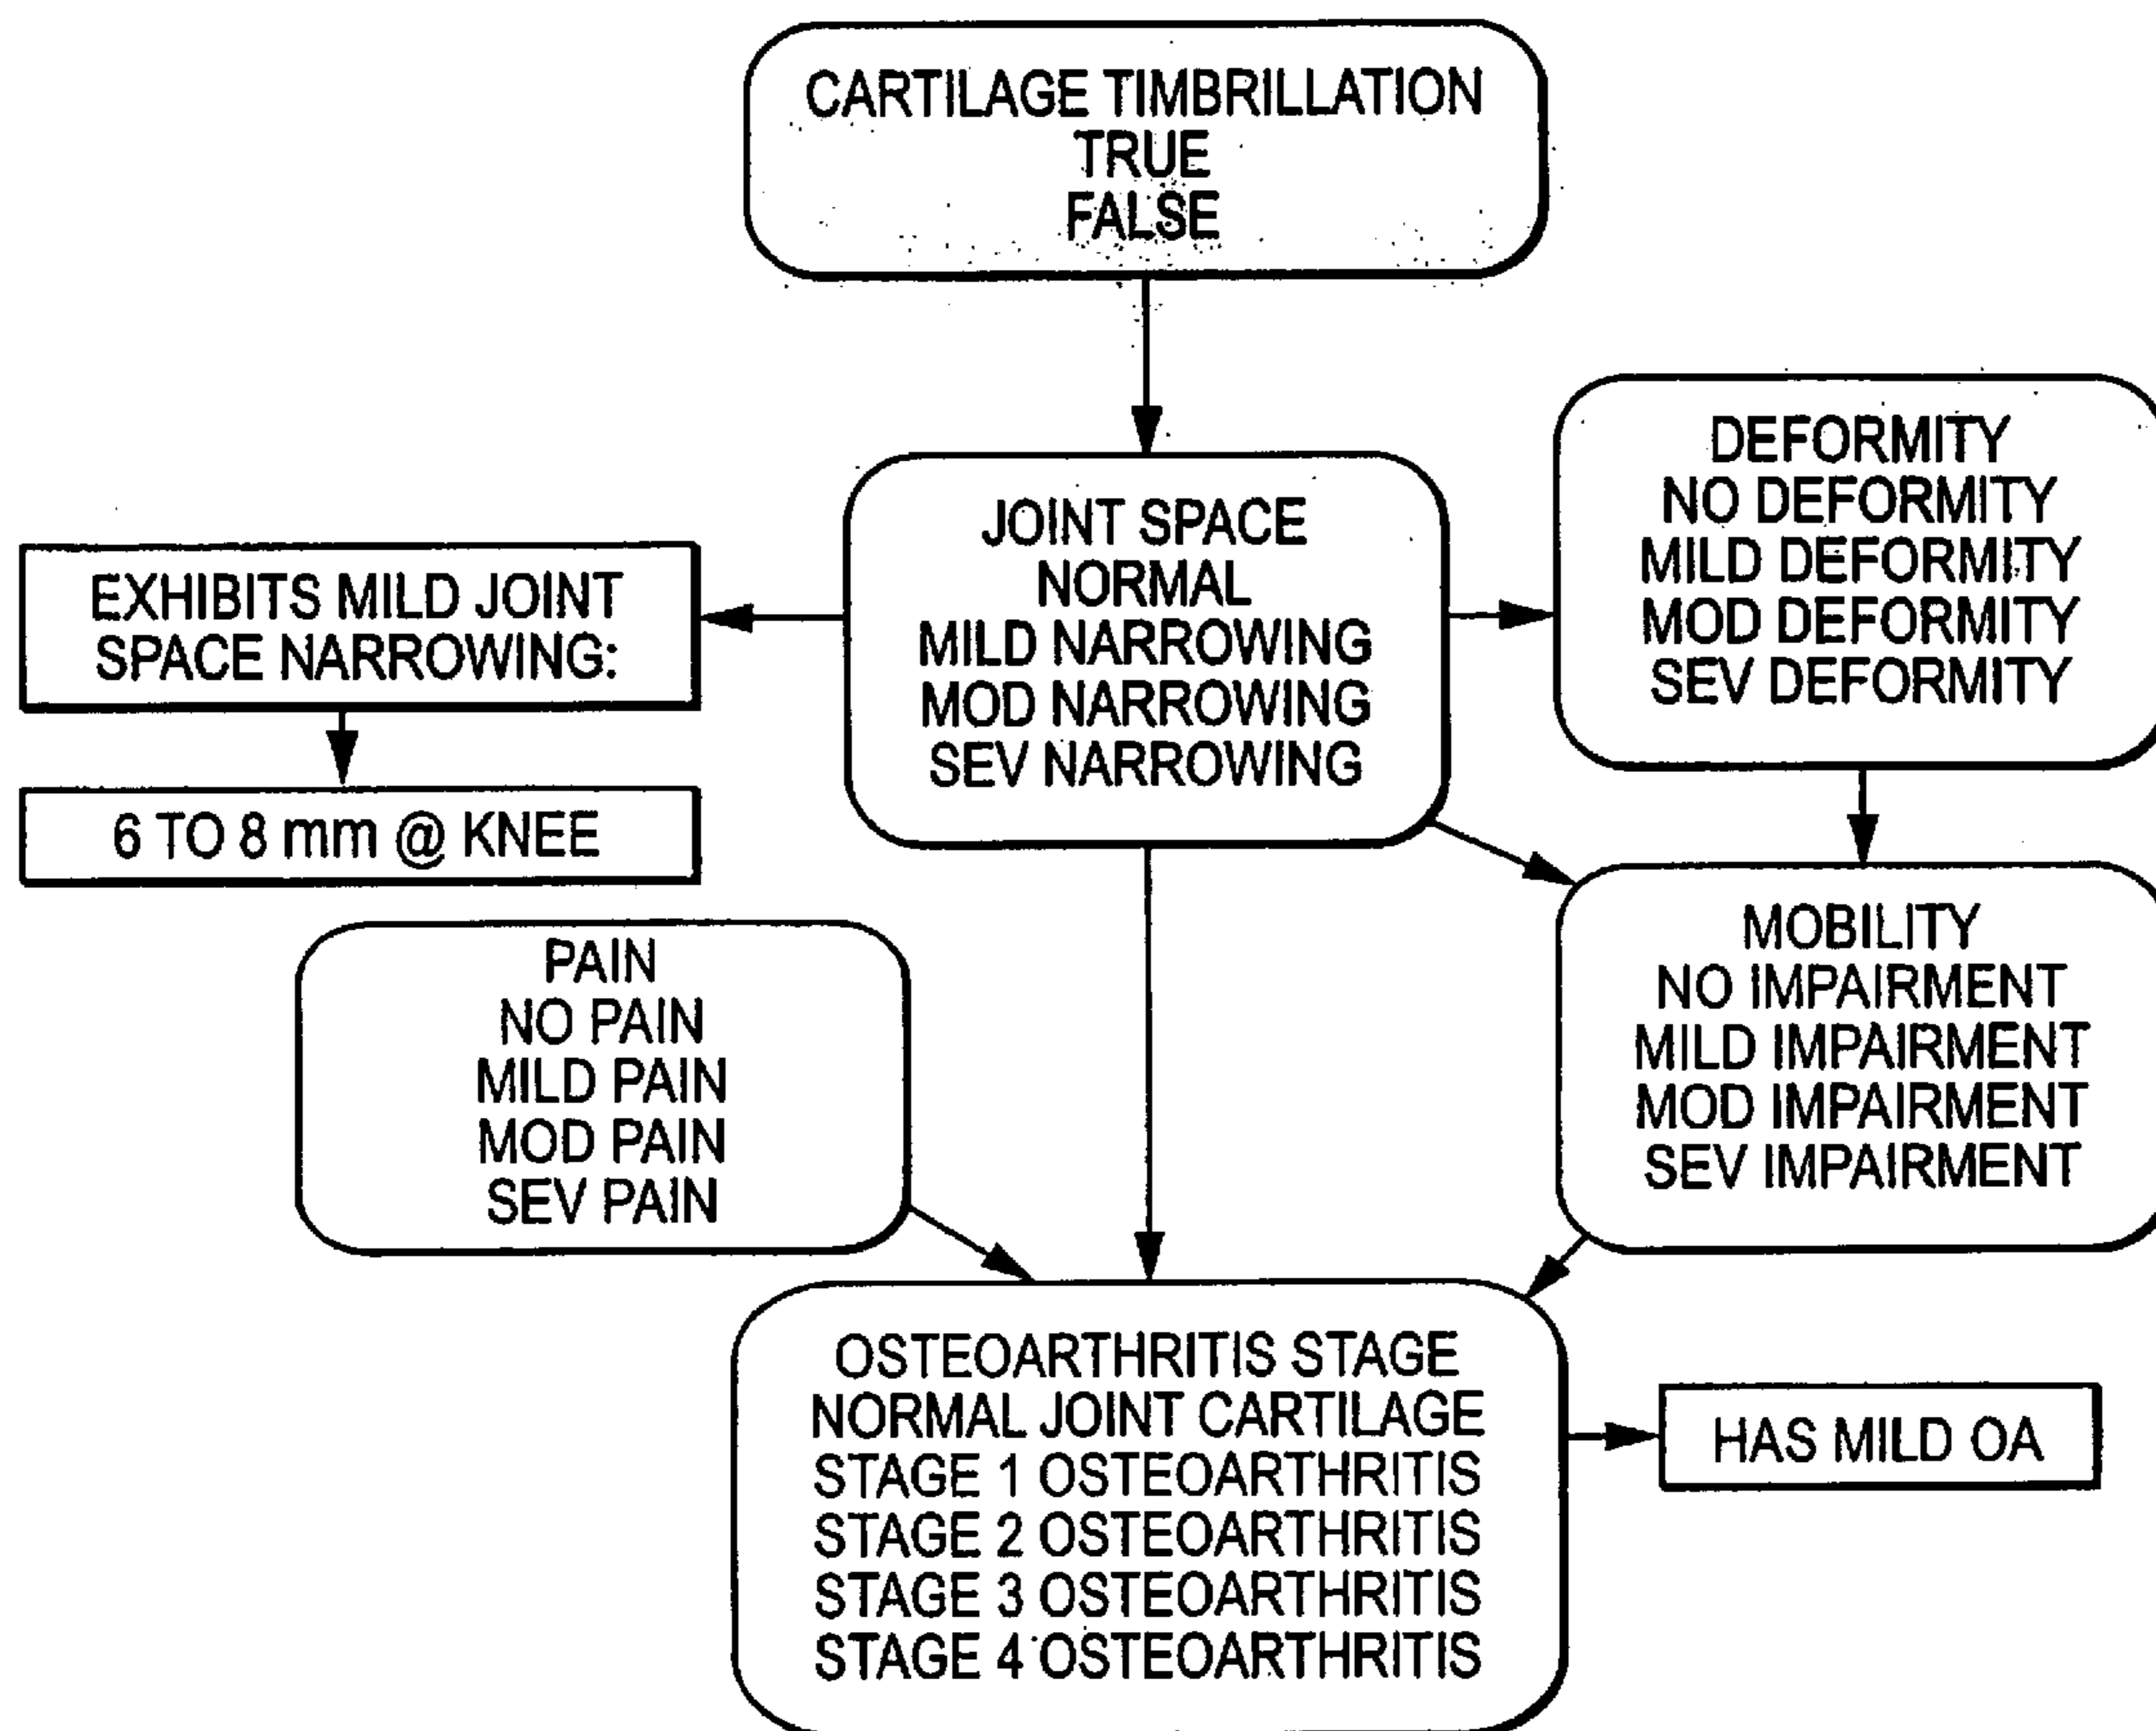 CARTILAGE TIMBRILLATION
TRUE
FALSE
JOINT SPACE
NORMAL
MILD NARROWING
MOD NARROWING
SEV NARROWING
DEFORMITY
NO DEFORMITY
MILD DEFORMITY
MOD DEFORMITY
SEV DEFORMITY
EXHIBITS MILD JOINT
SPACE NARROWING:
6 TO 8 mm @ KNEE
PAIN
NO PAIN
MILD PAIN
MOD PAIN
SEV PAIN
MOBILITY
NO IMPAIRMENT
MILD IMPAIRMENT
MOD IMPAIRMENT
SEV IMPAIRMENT
OSTEOARTHRITIS STAGE
NORMAL JOINT CARTILAGE
STAGE 1 OSTEOARTHRITIS
STAGE 2 OSTEOARTHRITIS
STAGE 3 OSTEOARTHRITIS
STAGE 4 OSTEOARTHRITIS
HAS MILD OA